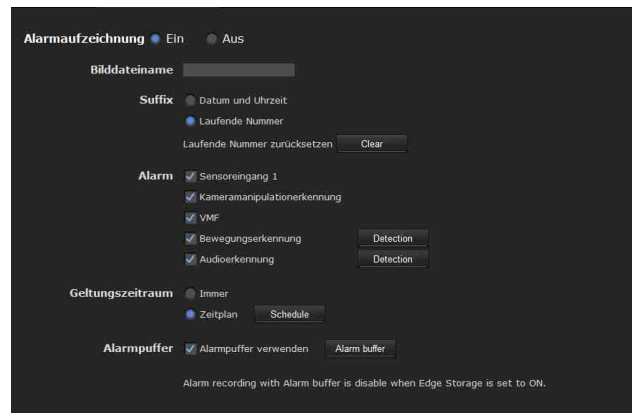 Alarmaufzeichnung Ein Aus
Bilddateiname
Suffix Datum und Uhrzeit
Laufende Nummer
Laufende Nummer zurücksetzen Clear
Alarm Sensoreingang 1
Kameramanipulationerkennung
VMF
Bewegungserkennung Detection
Audioerkennung Detection
Geltungszeitraum Immer
Zeitplan Schedule
Alarmpuffer Alarmpuffer verwenden Alarm buffer
Alarm recording with Alarm buffer is disable when Edge Storage is set to ON.